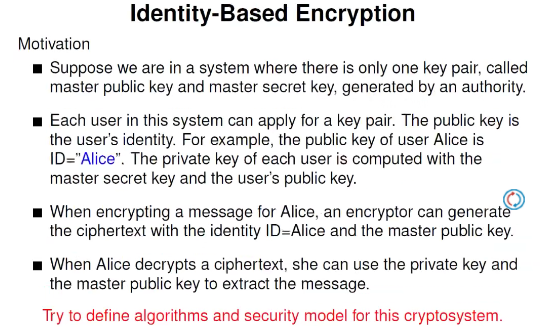 Identity-Based Encryption
Motivation
Suppose we are in a system where there is only one key pair, called
master public key and master secret key, generated by an authority.
Each user in this system can apply for a key pair. The public key is
the user's identity. For example, the public key of user Alice is
ID="Alice". The private key of each user is computed with the
master secret key and the user's public key.
When encrypting a message for Alice, an encryptor can generate
the ciphertext with the identity ID=Alice and the master public key.
When Alice decrypts a ciphertext, she can use the private key and
the master public key to extract the message.
Try to define algorithms and security model for this cryptosystem.